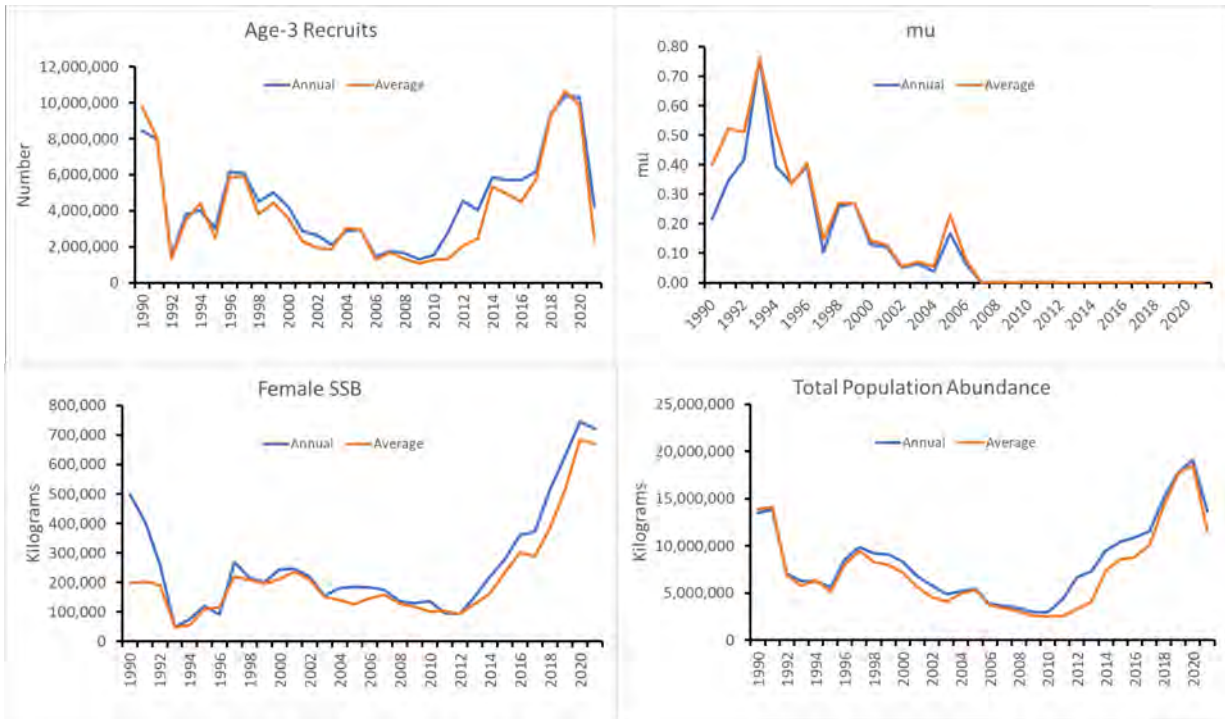 Age-3 Recruits
Annual Average
Number
12,000,000
10,000,000
8,000,000
6,000,000
4,000,000
2,000,000
0
1990 1992 1994 1996 1998 2000 2002 2004 2006 2008 2010 2012 2014 2016 2018 2020
mu
Annual Average
mu
0.80
0.70
0.60
0.50
0.40
0.30
0.20
0.10
0.00
1990 1992 1994 1996 1998 2000 2002 2004 2006 2008 2010 2012 2014 2016 2018 2020
Female SSB
Annual Average
Kilograms
800,000
700,000
600,000
500,000
400,000
300,000
200,000
100,000
0
1990 1992 1994 1996 1998 2000 2002 2004 2006 2008 2010 2012 2014 2016 2018 2020
Total Population Abundance
Annual Average
Kilograms
25,000,000
20,000,000
15,000,000
10,000,000
5,000,000
0
1990 1992 1994 1996 1998 2000 2002 2004 2006 2008 2010 2012 2014 2016 2018 2020